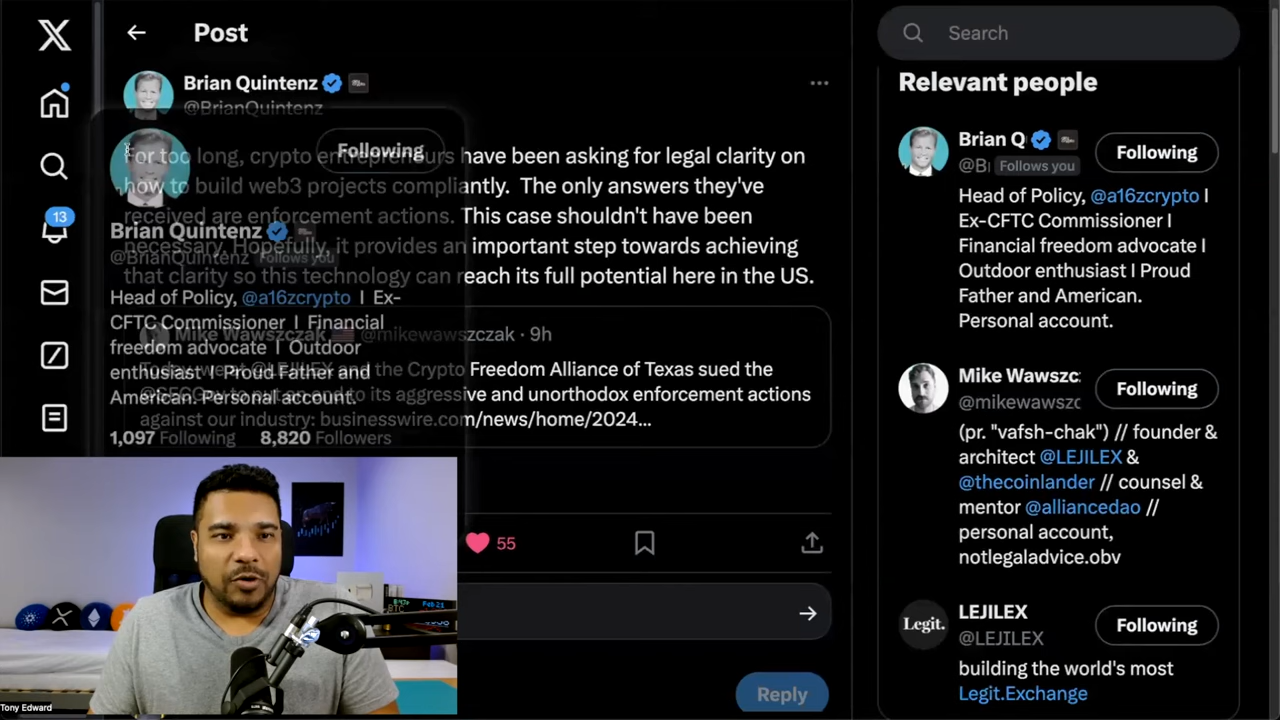 Post
Search
Brian Quintenz
@BrianQuintenz
Following
For too long, crypto entrepreneurs have been asking for legal clarity on
how to build web3 projects compliantly. The only answers they've
received are enforcement actions. This case shouldn't have been
necessary. Hopefully, it provides an important step towards achieving
that clarity so this technology can reach its full potential here in the US.
Brian Quintenz
@BrianQuintenz Follows you
Head of Policy, @a16zcrypto I Ex-
CFTC Commissioner I Financial
freedom advocate I Outdoor
enthusiast I Proud Father and
American. Personal account.
1,097 Following 8,820 Followers
Mike Wawszczak @mikewawszczak · 9h
and the Crypto Freedom Alliance of Texas sued the
to its aggressive and unorthodox enforcement actions
against our industry: businesswire.com/news/home/2024...
55
Reply
13
Relevant people
Brian Q
@B Follows you
Following
Head of Policy, @a16zcrypto I
Ex-CFTC Commissioner I
Financial freedom advocate I
Outdoor enthusiast I Proud
Father and American.
Personal account.
Mike Wawszc
@mikewawszc
Following
(pr. "vafsh-chak") // founder &
architect @LEJILEX &
@thecoinlander // counsel &
mentor @alliancedao //
personal account,
notlegaladvice.obv
Legit.
LEJILEX
@LEJILEX
Following
building the world's most
Legit.Exchange
BTC
Feb 21
Tony Edward